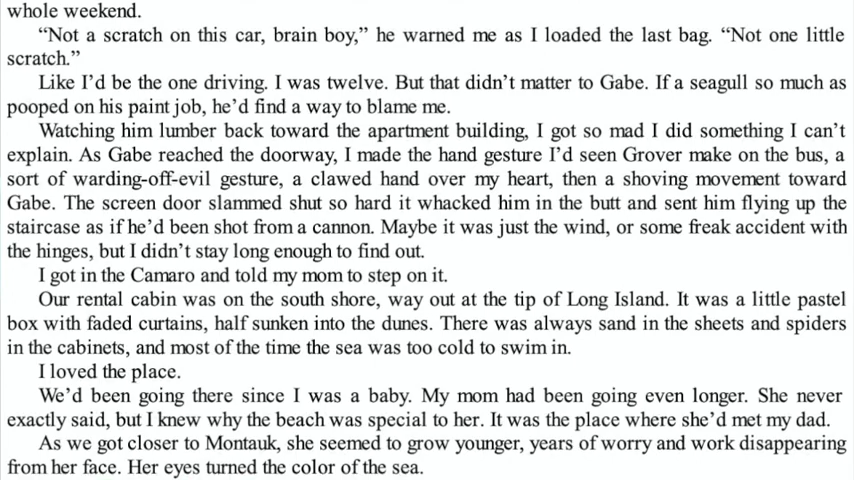 whole weekend.
“Not a scratch on this car, brain boy,” he warned me as I loaded the last bag. “Not one little
scratch.”
Like I’d be the one driving. I was twelve. But that didn’t matter to Gabe. If a seagull so much as
pooped on his paint job, he’d find a way to blame me.
Watching him lumber back toward the apartment building, I got so mad I did something I can’t
explain. As Gabe reached the doorway, I made the hand gesture I’d seen Grover make on the bus, a
sort of warding-off-evil gesture, a clawed hand over my heart, then a shoving movement toward
Gabe. The screen door slammed shut so hard it whacked him in the butt and sent him flying up the
staircase as if he’d been shot from a cannon. Maybe it was just the wind, or some freak accident with
the hinges, but I didn’t stay long enough to find out.
I got in the Camaro and told my mom to step on it.
Our rental cabin was on the south shore, way out at the tip of Long Island. It was a little pastel
box with faded curtains, half sunken into the dunes. There was always sand in the sheets and spiders
in the cabinets, and most of the time the sea was too cold to swim in.
I loved the place.
We’d been going there since I was a baby. My mom had been going even longer. She never
exactly said, but I knew why the beach was special to her. It was the place where she’d met my dad.
As we got closer to Montauk, she seemed to grow younger, years of worry and work disappearing
from her face. Her eyes turned the color of the sea.